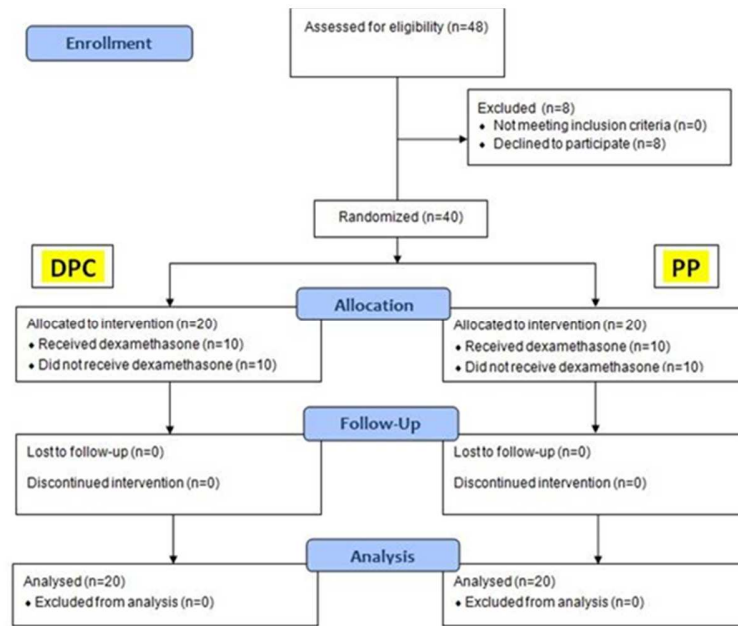 Enrollment
Assessed for eligibility (n=48)
Excluded (n=8)
♦ Not meeting inclusion criteria (n=0)
♦ Declined to participate (n=8)
Randomized (n=40)
DPC
PP
Allocation
Allocated to intervention (n=20)
♦ Received dexamethasone (n=10)
♦ Did not receive dexamethasone (n=10)
Allocated to intervention (n=20)
♦ Received dexamethasone (n=10)
♦ Did not receive dexamethasone (n=10)
Follow-Up
Lost to follow-up (n=0)
Discontinued intervention (n=0)
Lost to follow-up (n=0)
Discontinued intervention (n=0)
Analysis
Analysed (n=20)
♦ Excluded from analysis (n=0)
Analysed (n=20)
♦ Excluded from analysis (n=0)